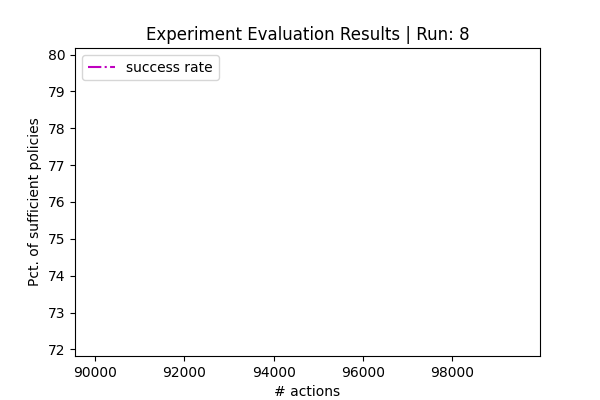 Experiment Evaluation Results | Run: 8
success rate
Pct. of sufficient policies
80
79
78
77
76
75
74
73
72
90000 92000 94000 96000 98000
# actions